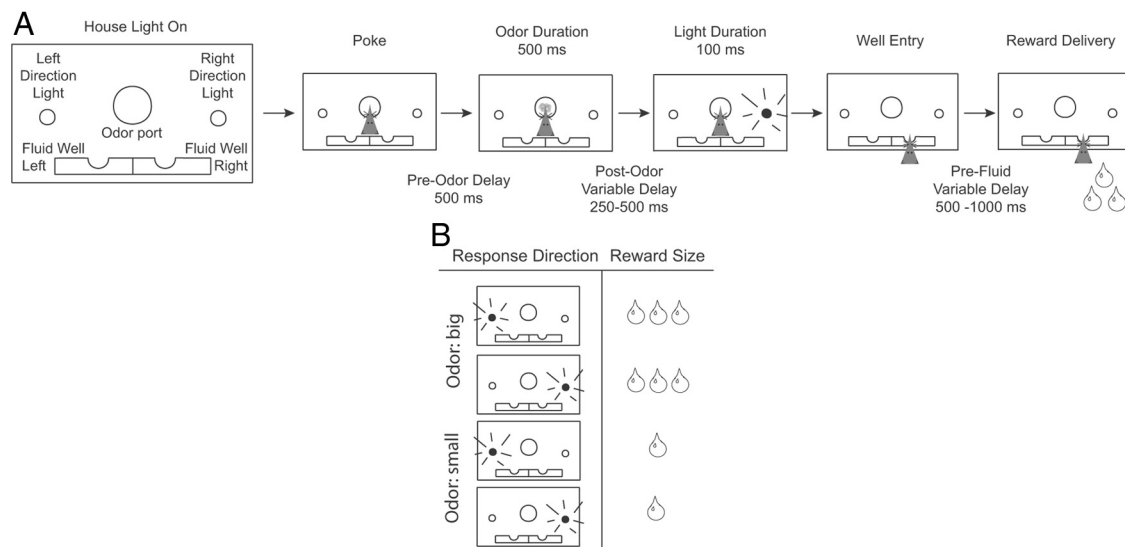 A
House Light On
Left
Direction
Light
Right
Direction
Light
Odor port
Fluid Well
Left
Fluid Well
Right
Poke
Pre-Odor Delay
500 ms
Odor Duration
500 ms
Post-Odor
Variable Delay
250-500 ms
Light Duration
100 ms
Well Entry
Pre-Fluid
Variable Delay
500 -1000 ms
Reward Delivery
B
Response Direction
Reward Size
Odor: big
Odor: small